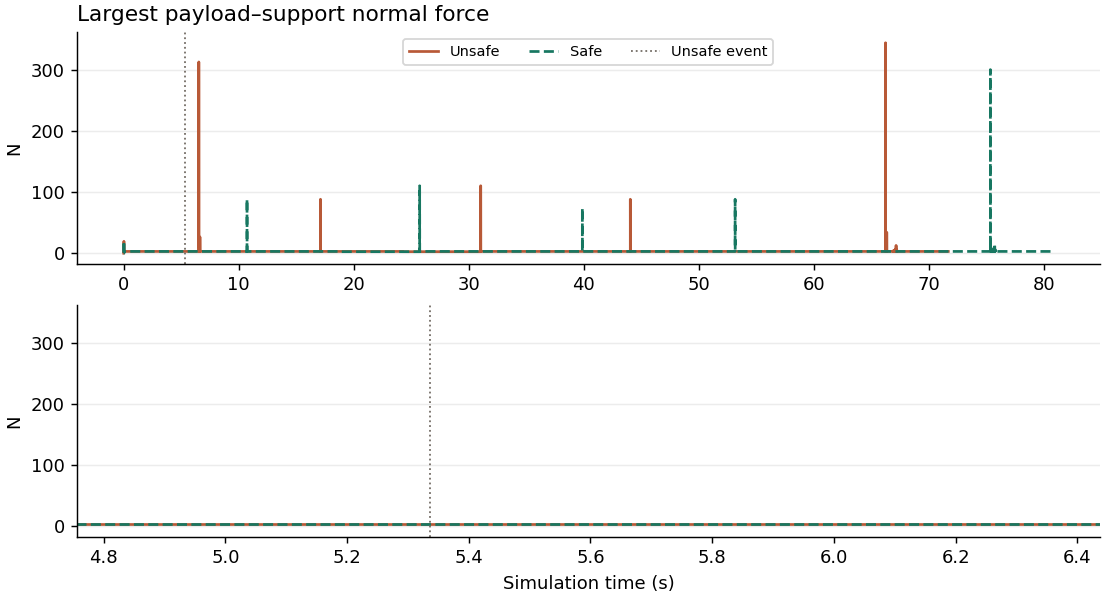 Largest payload–support normal force
Unsafe
Safe
Unsafe event
300
200
100
0
N
0 10 20 30 40 50 60 70 80
300
200
100
0
N
4.8 5.0 5.2 5.4 5.6 5.8 6.0 6.2 6.4
Simulation time (s)